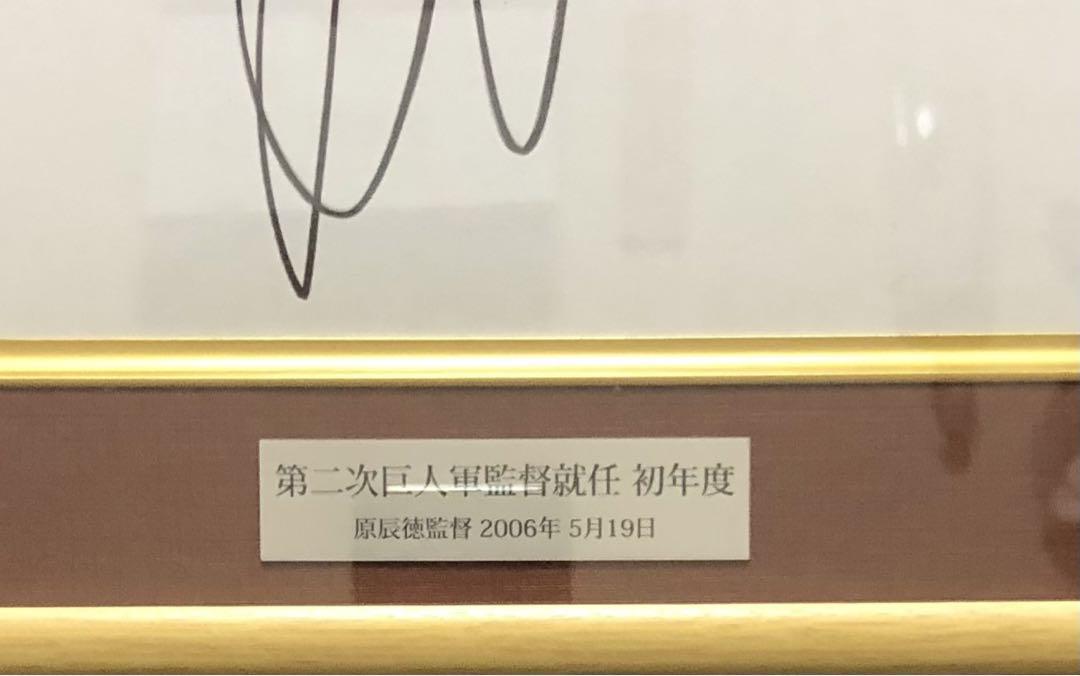 第二次巨人軍監督就任 初年度
原辰徳監督 2006年 5月19日